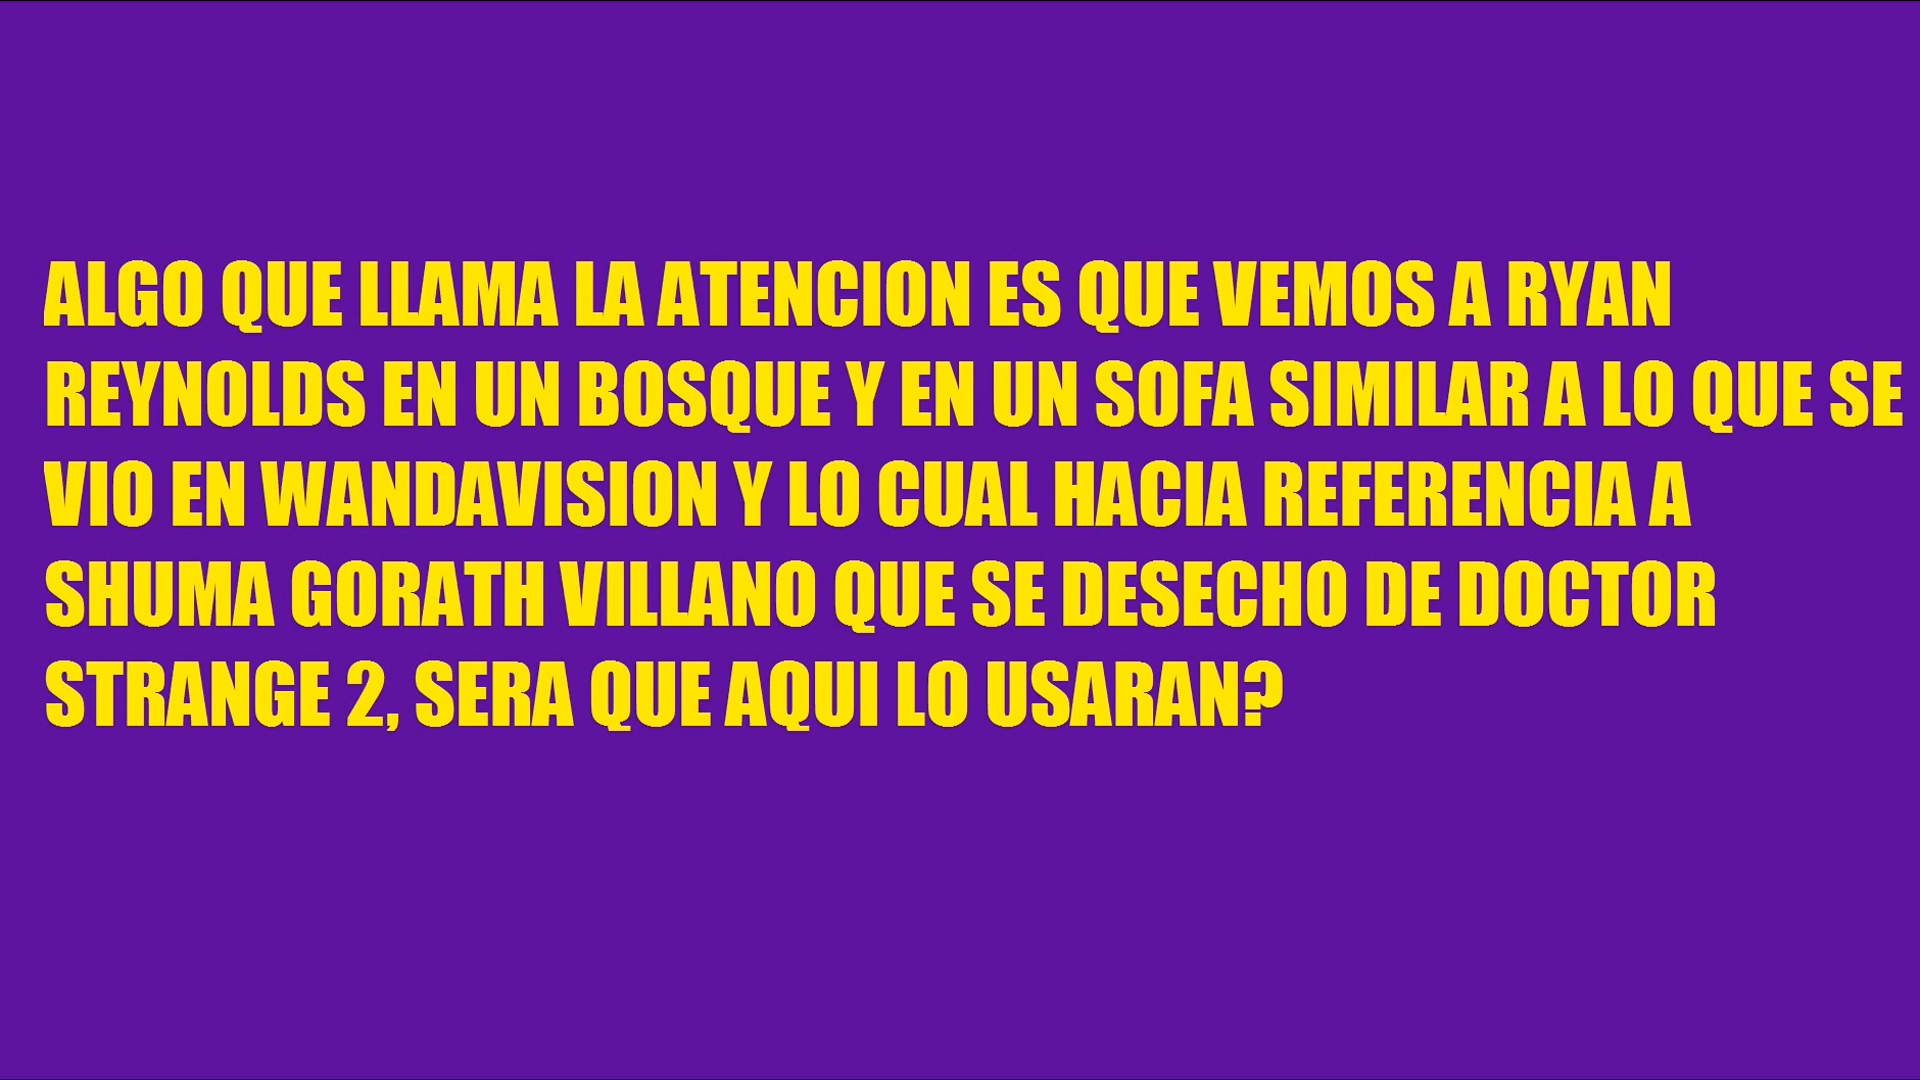 ALGO QUE LLAMA LA ATENCION ES QUE VEMOS A RYAN
REYNOLDS EN UN BOSQUE Y EN UN SOFA SIMILAR A LO QUE SE
VIO EN WANDAVISION Y LO CUAL HACIA REFERENCIA A
SHUMA GORATH VILLANO QUE SE DESECHO DE DOCTOR
STRANGE 2, SERA QUE AQUI LO USARAN?